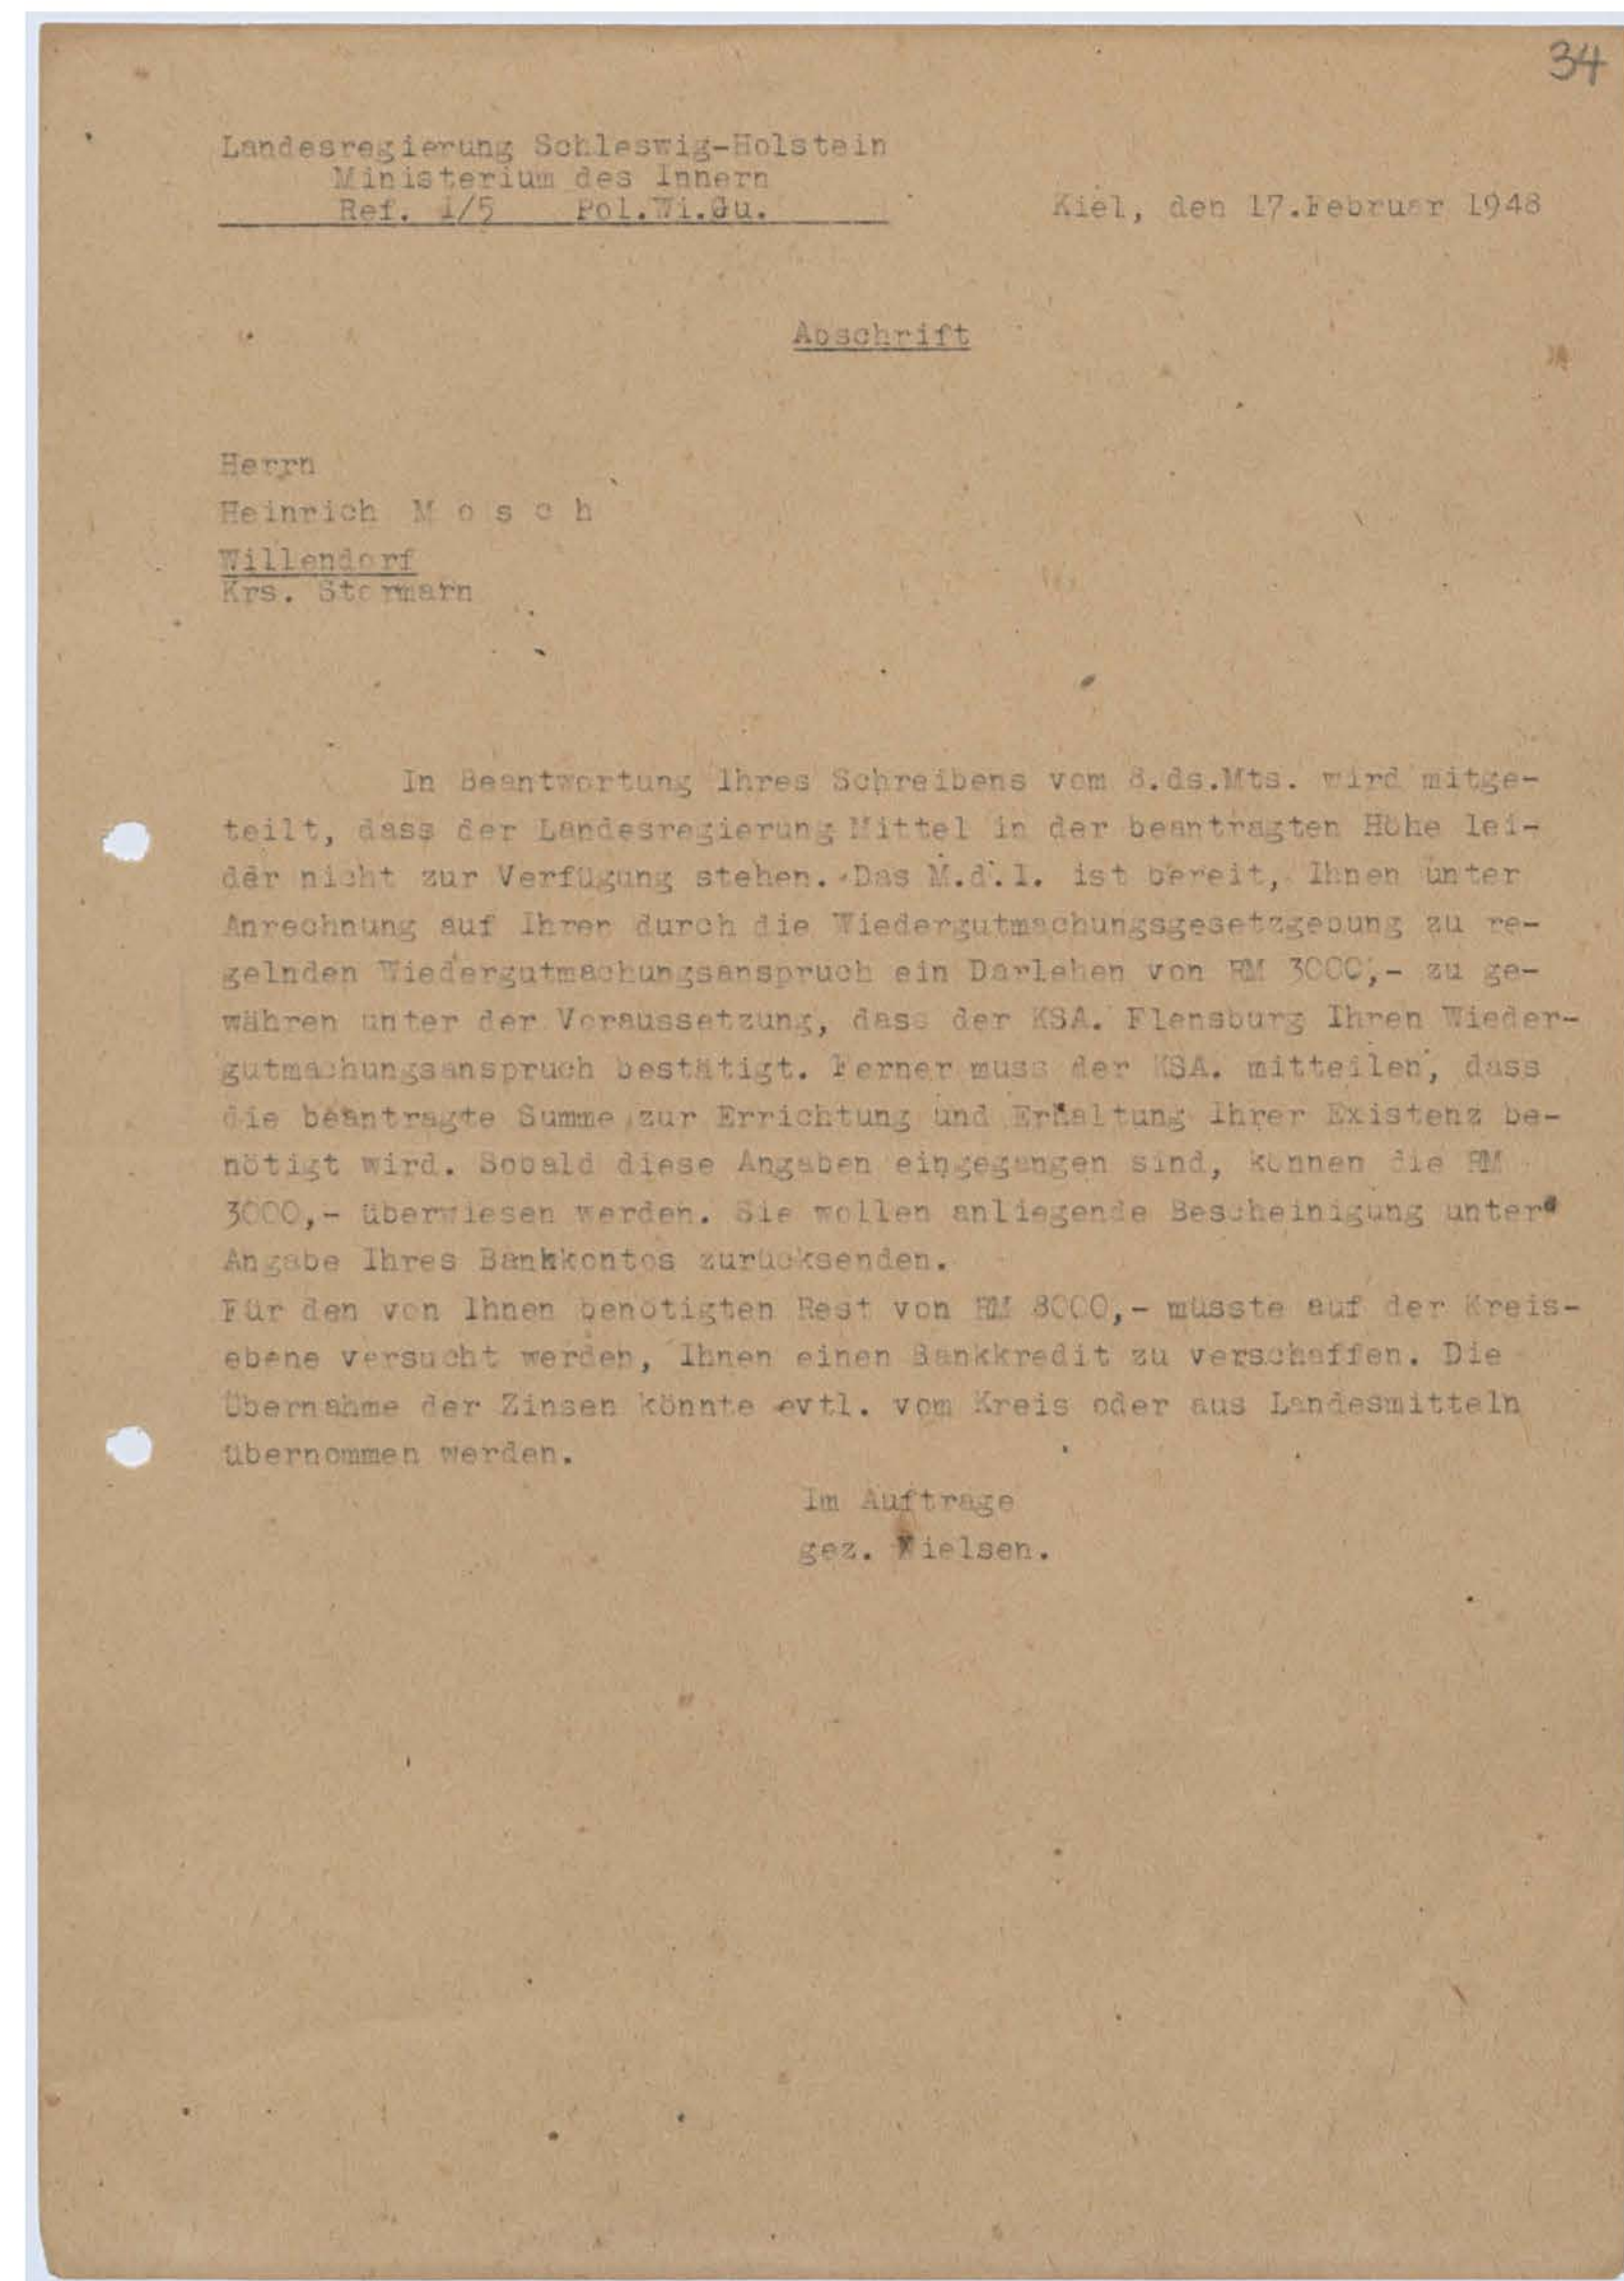 34
Landesregierung Schleswig-Holstein
Ministerium des Innern
Ref. 1/5 Pol.Wi.Gu.
Kiel, den 17.Februar 1948
Abschrift
Herrn
Heinrich M o s c h
Willendorf
Krs. Stormarn
In Beantwortung Ihres Schreibens vom 8.ds.Mts. wird mitge-
teilt, dass der Landesregierung Mittel in der beantragten Höhe lei-
der nicht zur Verfügung stehen. Das M.d.I. ist bereit, Ihnen unter
Anrechnung auf Ihren durch die Wiedergutmachungsgesetzgebung zu re-
gelnden Wiedergutmachungsanspruch ein Darlehen von RM 3000,- zu ge-
währen unter der Voraussetzung, dass der KSA. Flensburg Ihren Wieder-
gutmachungsanspruch bestätigt. Ferner muss der KSA. mitteilen, dass
die beantragte Summe zur Errichtung und Erhaltung Ihrer Existenz be-
nötigt wird. Sobald diese Angaben eingegangen sind, können die RM
3000,- überwiesen werden. Sie wollen anliegende Bescheinigung unter
Angabe Ihres Bankkontos zurücksenden.
Für den von Ihnen benötigten Rest von RM 8000,- müsste auf der Kreis-
ebene versucht werden, Ihnen einen Bankkredit zu verschaffen. Die
Übernahme der Zinsen könnte evtl. vom Kreis oder aus Landesmitteln
übernommen werden.
Im Auftrage
gez. Nielsen.